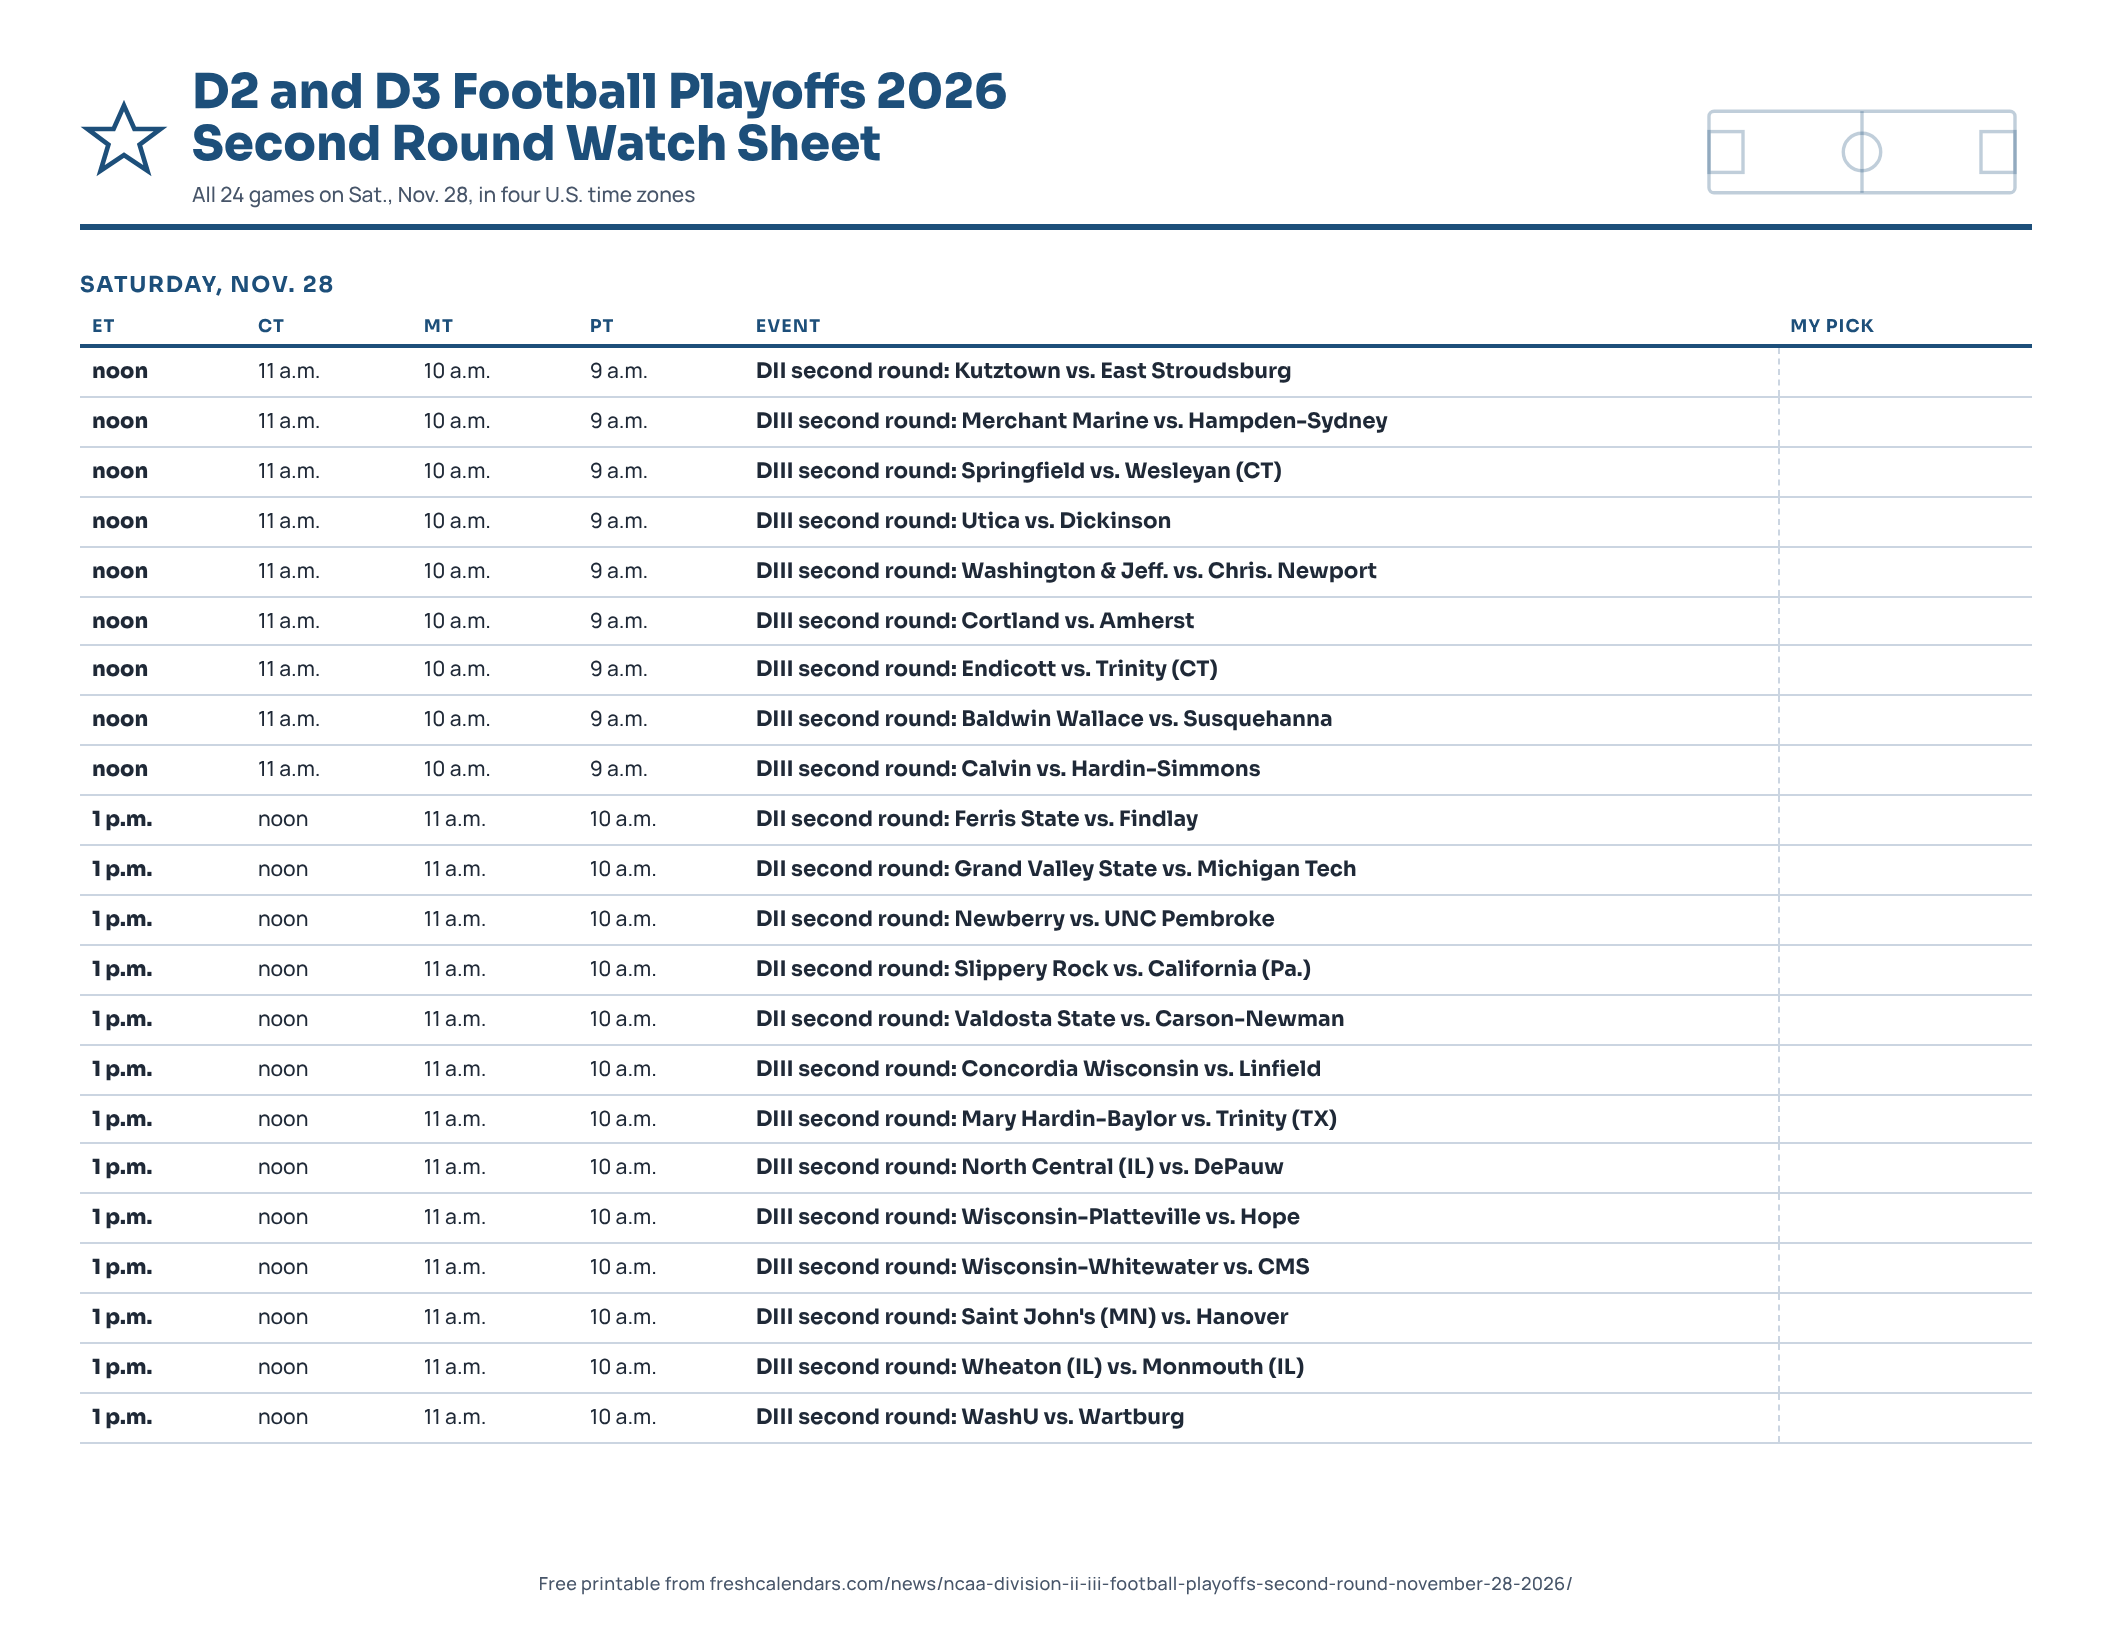 D2 and D3 Football Playoffs 2026
Second Round Watch Sheet
All 24 games on Sat., Nov. 28, in four U.S. time zones
SATURDAY, NOV. 28
ET CT MT PT EVENT MY PICK
noon 11 a.m. 10 a.m. 9 a.m. DII second round: Kutztown vs. East Stroudsburg
noon 11 a.m. 10 a.m. 9 a.m. DIII second round: Merchant Marine vs. Hampden-Sydney
noon 11 a.m. 10 a.m. 9 a.m. DIII second round: Springfield vs. Wesleyan (CT)
noon 11 a.m. 10 a.m. 9 a.m. DIII second round: Utica vs. Dickinson
noon 11 a.m. 10 a.m. 9 a.m. DIII second round: Washington & Jeff. vs. Chris. Newport
noon 11 a.m. 10 a.m. 9 a.m. DIII second round: Cortland vs. Amherst
noon 11 a.m. 10 a.m. 9 a.m. DIII second round: Endicott vs. Trinity (CT)
noon 11 a.m. 10 a.m. 9 a.m. DIII second round: Baldwin Wallace vs. Susquehanna
noon 11 a.m. 10 a.m. 9 a.m. DIII second round: Calvin vs. Hardin-Simmons
1 p.m. noon 11 a.m. 10 a.m. DII second round: Ferris State vs. Findlay
1 p.m. noon 11 a.m. 10 a.m. DII second round: Grand Valley State vs. Michigan Tech
1 p.m. noon 11 a.m. 10 a.m. DII second round: Newberry vs. UNC Pembroke
1 p.m. noon 11 a.m. 10 a.m. DII second round: Slippery Rock vs. California (Pa.)
1 p.m. noon 11 a.m. 10 a.m. DII second round: Valdosta State vs. Carson-Newman
1 p.m. noon 11 a.m. 10 a.m. DIII second round: Concordia Wisconsin vs. Linfield
1 p.m. noon 11 a.m. 10 a.m. DIII second round: Mary Hardin-Baylor vs. Trinity (TX)
1 p.m. noon 11 a.m. 10 a.m. DIII second round: North Central (IL) vs. DePauw
1 p.m. noon 11 a.m. 10 a.m. DIII second round: Wisconsin-Platteville vs. Hope
1 p.m. noon 11 a.m. 10 a.m. DIII second round: Wisconsin-Whitewater vs. CMS
1 p.m. noon 11 a.m. 10 a.m. DIII second round: Saint John's (MN) vs. Hanover
1 p.m. noon 11 a.m. 10 a.m. DIII second round: Wheaton (IL) vs. Monmouth (IL)
1 p.m. noon 11 a.m. 10 a.m. DIII second round: WashU vs. Wartburg
Free printable from freshcalendars.com/news/ncaa-division-ii-iii-football-playoffs-second-round-november-28-2026/